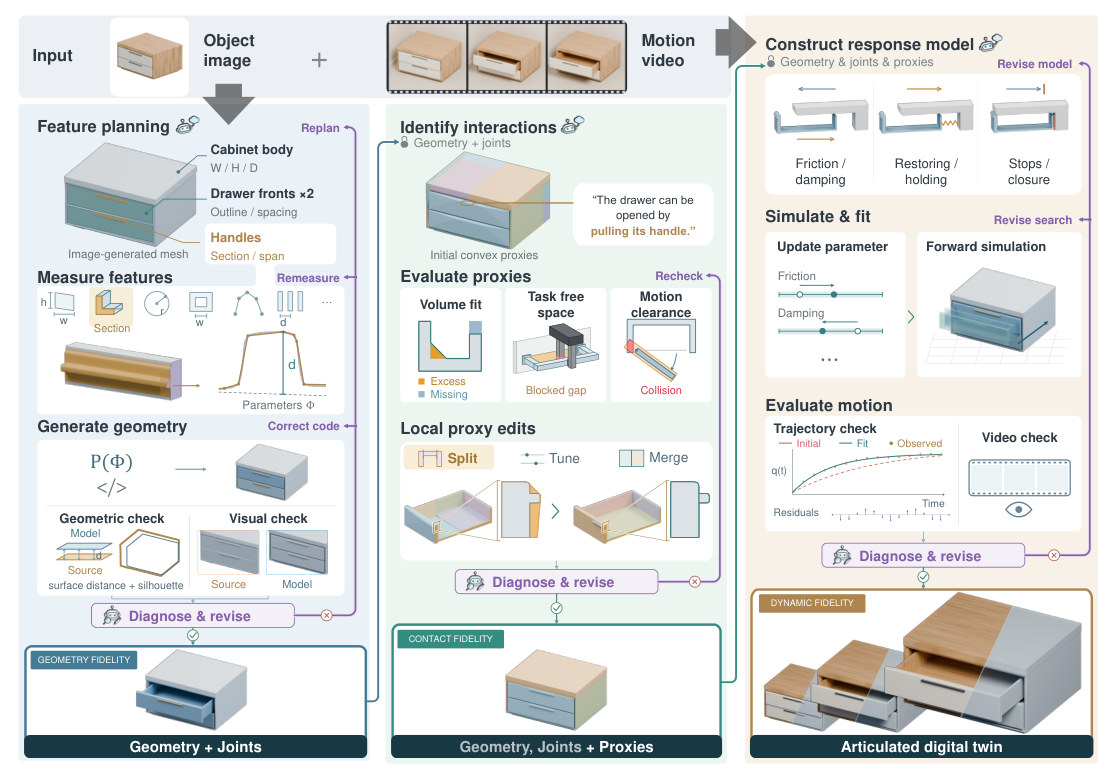 Input
Object
image
+
Motion
video
Feature planning
Replan
Cabinet body
W / H / D
Drawer fronts ×2
Outline / spacing
Handles
Section / span
Image-generated mesh
Measure features
Remeasure
h
w
Section
r
w
d
...
d
Parameters Φ
Generate geometry
Correct code
P(Φ)
</>
Geometric check
Model
d
Source
surface distance + silhouette
Visual check
Source
Model
Diagnose & revise
GEOMETRY FIDELITY
Geometry + Joints
Identify interactions
Geometry + joints
“The drawer can be
opened by
pulling its handle.”
Initial convex proxies
Evaluate proxies
Recheck
Volume fit
Excess
Missing
Task free
space
Blocked gap
Motion
clearance
Collision
Local proxy edits
Split
Tune
Merge
Diagnose & revise
CONTACT FIDELITY
Geometry, Joints + Proxies
Construct response model
Geometry & joints & proxies
Revise model
Friction /
damping
Restoring /
holding
Stops /
closure
Simulate & fit
Revise search
Update parameter
Friction
Damping
...
Forward simulation
Evaluate motion
Trajectory check
Initial
Fit
Observed
q(t)
Time
Residuals
Video check
Diagnose & revise
DYNAMIC FIDELITY
Articulated digital twin